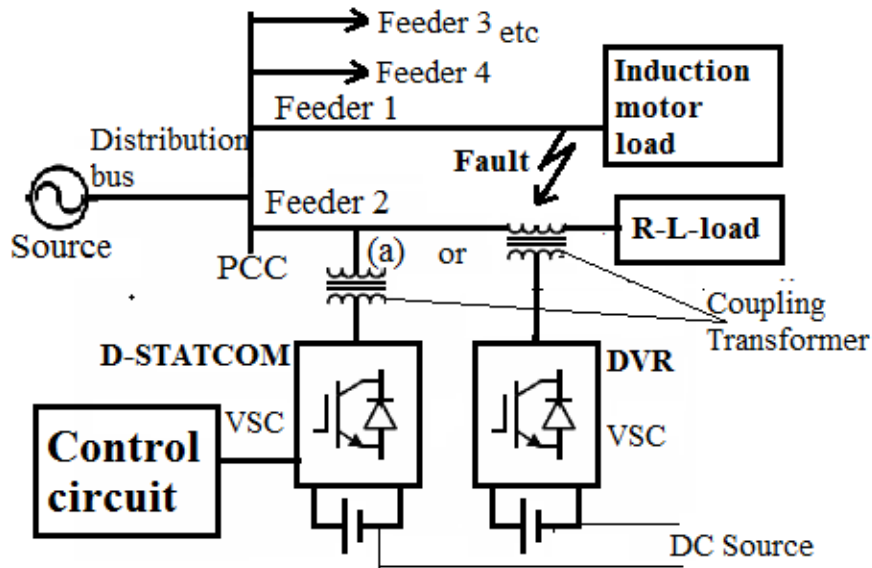 Feeder 3 etc
Feeder 4
Feeder 1
Induction
motor
load
Distribution
bus
Fault
Feeder 2
R-L-load
Source
PCC
(a) or
Coupling
Transformer
D-STATCOM
DVR
VSC
VSC
Control
circuit
DC Source